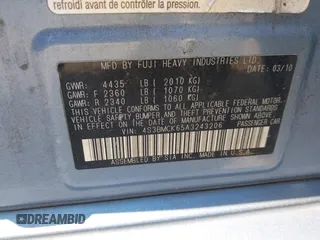 refroidi avant de l'ouvrir.
MFD BY FUJI HEAVY INDUSTRIES LTD.
DATE: 03/10
GVWR: 4435 LB (2010 KG)
GAWR: F 2360 LB (1070 KG)
GAWR: R 2340 LB (1060 KG)
THIS VEHICLE CONFORMS TO ALL
APPLICABLE FEDERAL MOTOR
VEHICLE SAFETY, BUMPER, AND
THEFT PREVENTION STANDARDS
IN EFFECT ON THE DATE OF
MANUFACTURE SHOWN ABOVE.
VIN: 4S3BMCK65A3243206
PASSENGER CAR
ASSEMBLED BY SIA INC. MADE IN U.S.A.
DREAMBID